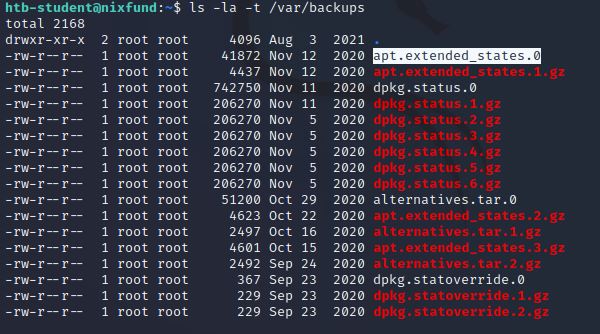 htb-student@nixfund:~$ ls -la -t /var/backups
total 2168
drwxr-xr-x  2 root root   4096 Aug  3  2021 .
-rw-r--r--  1 root root  41872 Nov 12  2020 apt.extended_states.0
-rw-r--r--  1 root root   4437 Nov 12  2020 apt.extended_states.1.gz
-rw-r--r--  1 root root 742750 Nov 11  2020 dpkg.status.0
-rw-r--r--  1 root root 206270 Nov 11  2020 dpkg.status.1.gz
-rw-r--r--  1 root root 206270 Nov  5  2020 dpkg.status.2.gz
-rw-r--r--  1 root root 206270 Nov  5  2020 dpkg.status.3.gz
-rw-r--r--  1 root root 206270 Nov  5  2020 dpkg.status.4.gz
-rw-r--r--  1 root root 206270 Nov  5  2020 dpkg.status.5.gz
-rw-r--r--  1 root root 206270 Nov  5  2020 dpkg.status.6.gz
-rw-r--r--  1 root root  51200 Oct 29  2020 alternatives.tar.0
-rw-r--r--  1 root root   4623 Oct 22  2020 apt.extended_states.2.gz
-rw-r--r--  1 root root   2497 Oct 16  2020 alternatives.tar.1.gz
-rw-r--r--  1 root root   4601 Oct 15  2020 apt.extended_states.3.gz
-rw-r--r--  1 root root   2492 Sep 24  2020 alternatives.tar.2.gz
-rw-r--r--  1 root root    367 Sep 23  2020 dpkg.statoverride.0
-rw-r--r--  1 root root    229 Sep 23  2020 dpkg.statoverride.1.gz
-rw-r--r--  1 root root    229 Sep 23  2020 dpkg.statoverride.2.gz